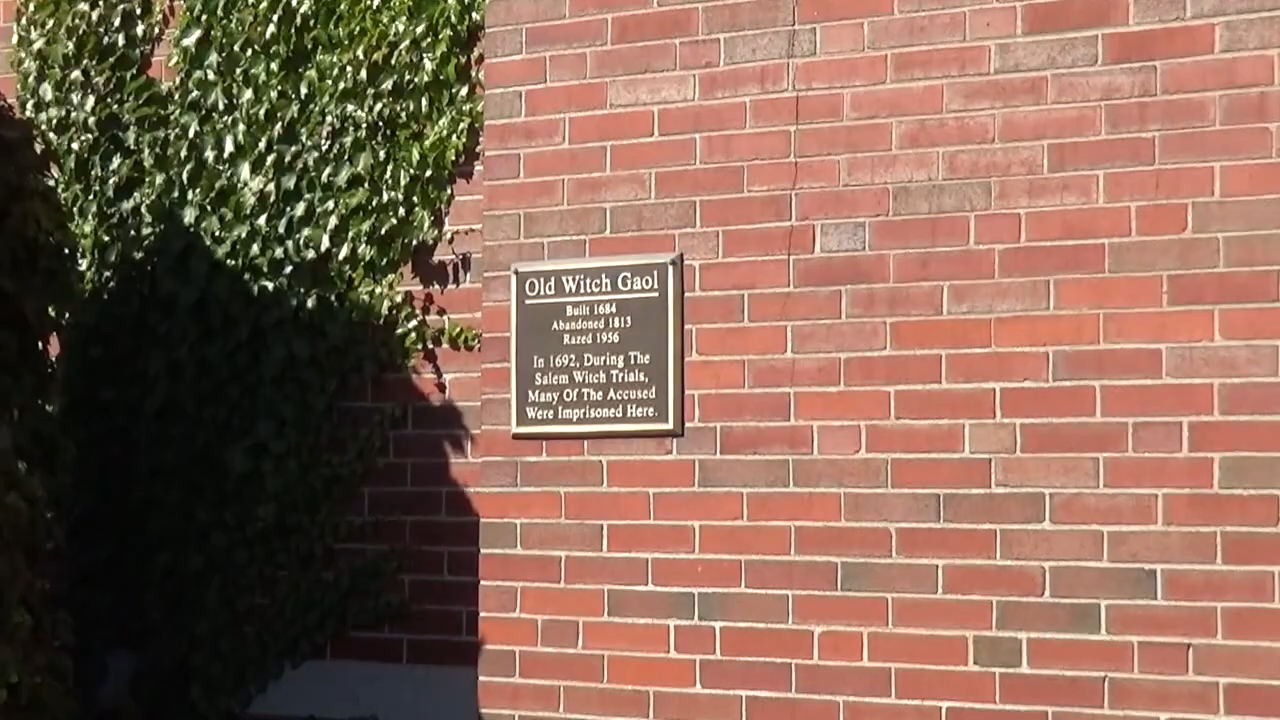 Old Witch Gaol
Built 1684
Abandoned 1813
Razed 1956
In 1692, During The
Salem Witch Trials,
Many Of The Accused
Were Imprisoned Here.